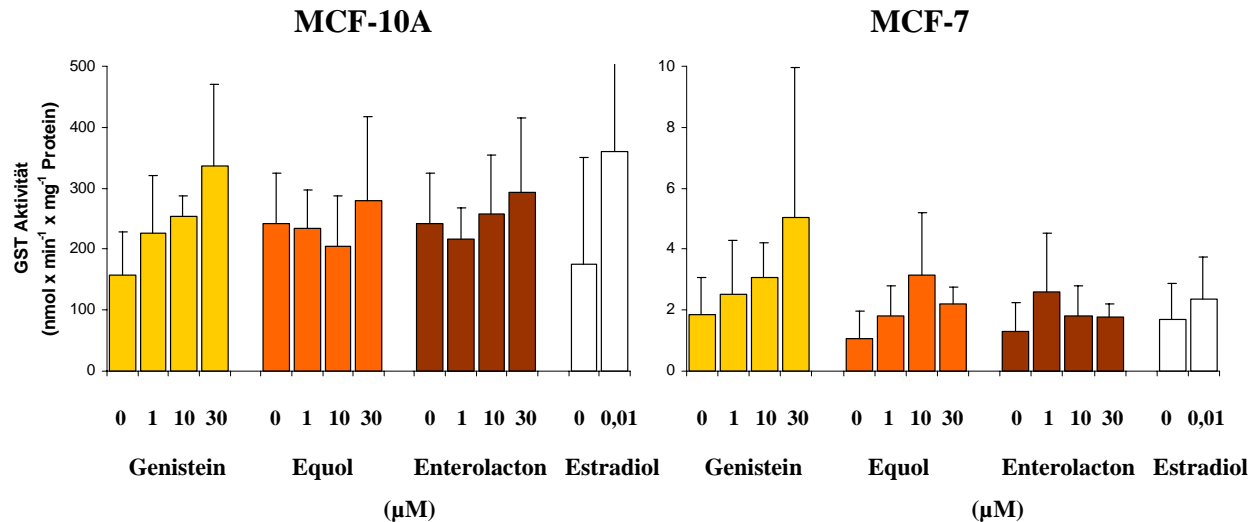 MCF-10A
MCF-7
GST Aktivität
(nmol x min⁻¹ x mg⁻¹ Protein)
500
400
300
200
100
0
10
8
6
4
2
0
0 1 10 30 0 1 10 30 0 1 10 30 0 0,01
Genistein Equol Enterolacton Estradiol
(µM)
0 1 10 30 0 1 10 30 0 1 10 30 0 0,01
Genistein Equol Enterolacton Estradiol
(µM)